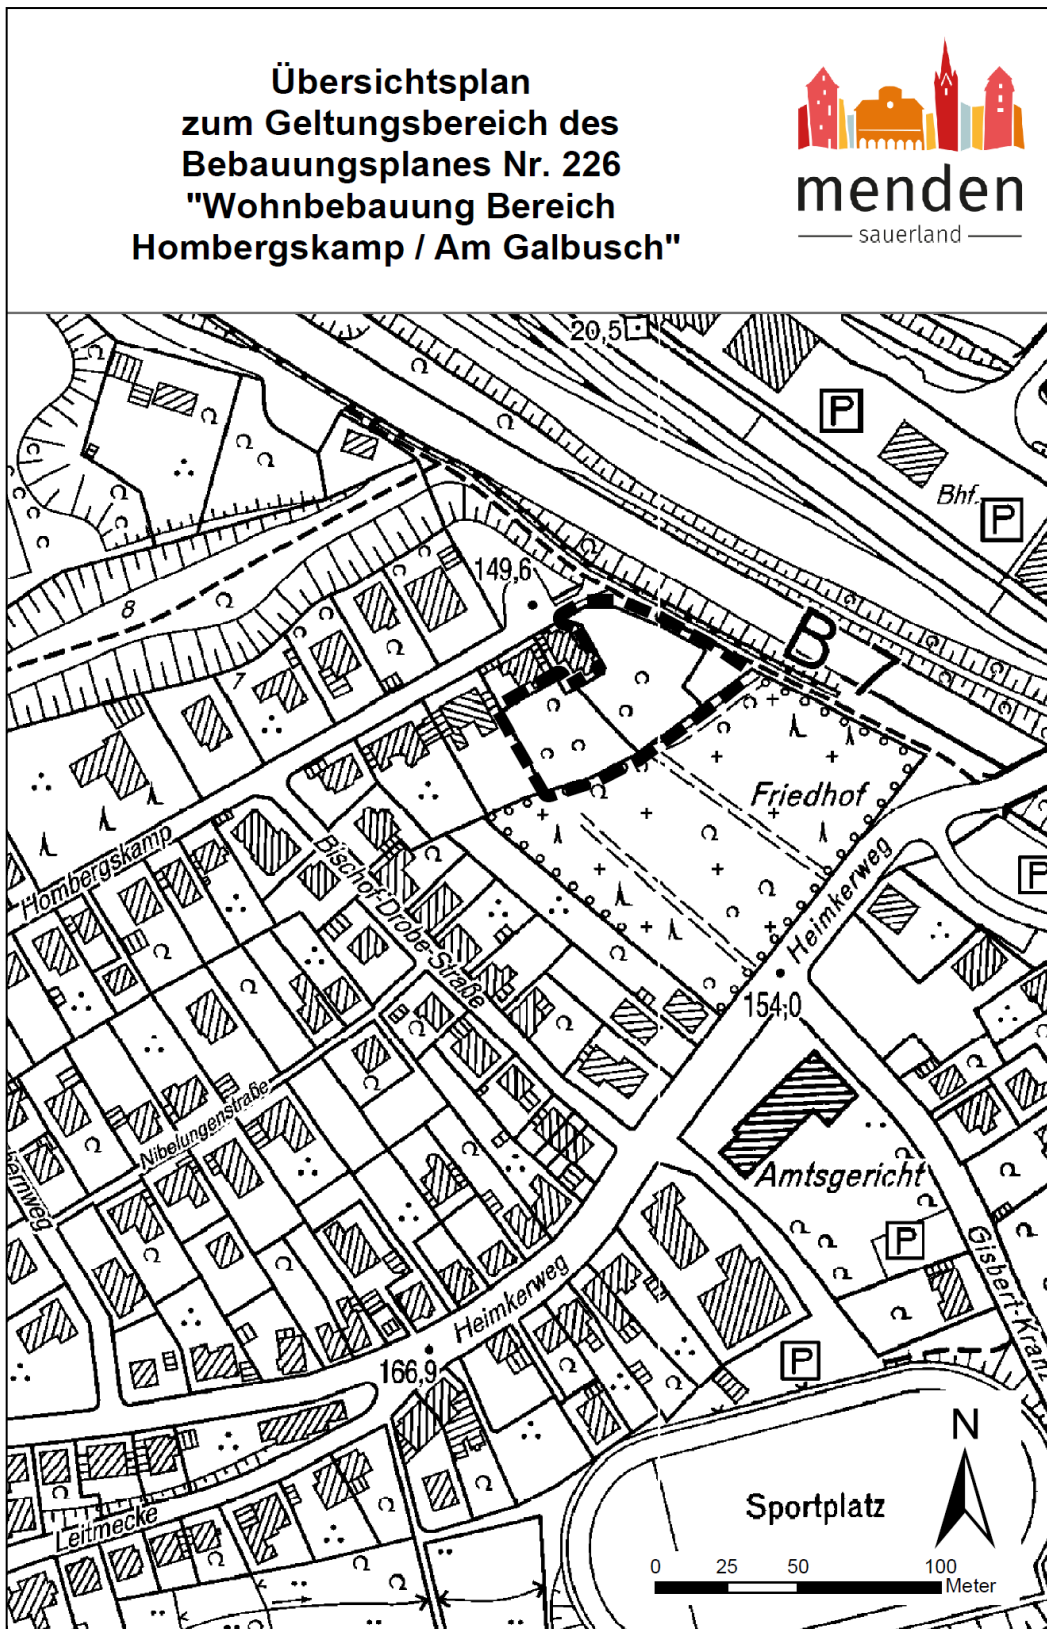 Übersichtsplan
zum Geltungsbereich des
Bebauungsplanes Nr. 226
"Wohnbebauung Bereich
Hombergskamp / Am Galbusch"
menden
sauerland
20,5
P
Bhf.
P
149,6
8
B 7
7
Friedhof
Hombergskamp
Bischof-Drobe-Straße
P
Heimkerweg
154,0
Nibelungenstraße
Amtsgericht
P
Gisbert-Kranz
Heimkerweg
166,9
P
N
Sportplatz
Leitmecke
0 25 50 100
Meter